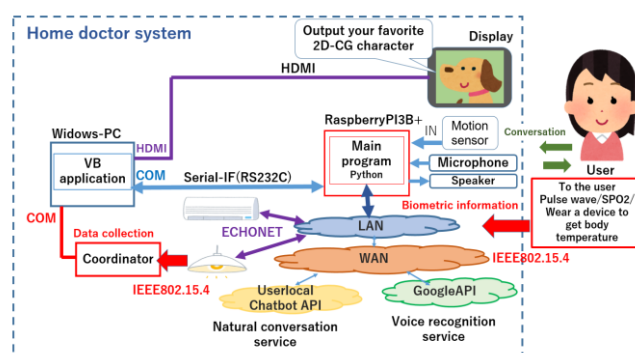 Home doctor system
Output your favorite
2D-CG character
Display
HDMI
RaspberryPI3B+
Widows-PC
HDMI
VB
application
COM
Serial-IF(RS232C)
Main
program
Python
IN
Motion
sensor
Microphone
Speaker
Conversation
User
To the user
Pulse wave/SPO2/
Wear a device to
get body
temperature
Biometric information
COM
Data collection
Coordinator
ECHONET
LAN
WAN
IEEE802.15.4
IEEE802.15.4
Userlocal
Chatbot API
GoogleAPI
Natural conversation
service
Voice recognition
service